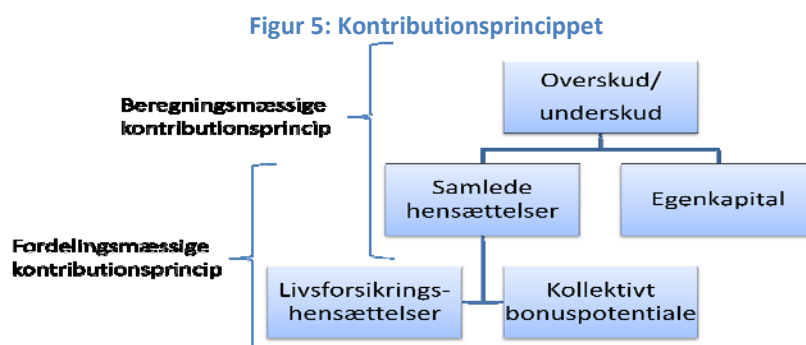 Figur 5: Kontributionsprincippet
Overskud/
underskud
Beregningsmæssige
kontributionsprincip
Samlede
hensættelser
Egenkapital
Fordelingsmæssige
kontributionsprincip
Livsforsikrings-
hensættelser
Kollektivt
bonuspotentiale